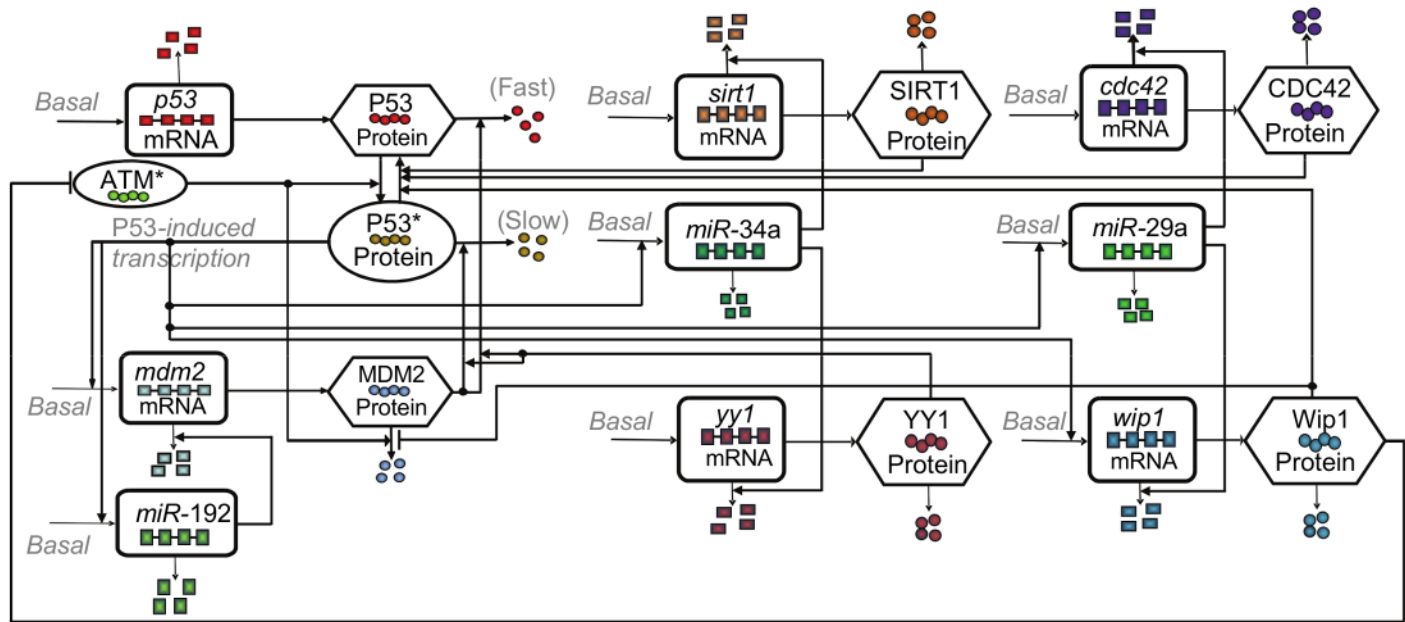 Basal
p53
mRNA
P53
Protein
(Fast)
Basal
sirt1
mRNA
SIRT1
Protein
Basal
cdc42
mRNA
CDC42
Protein
ATM*
P53-induced
transcription
P53*
Protein
(Slow)
Basal
miR-34a
Basal
miR-29a
Basal
mdm2
mRNA
MDM2
Protein
Basal
yy1
mRNA
YY1
Protein
Basal
wip1
mRNA
Wip1
Protein
Basal
miR-192